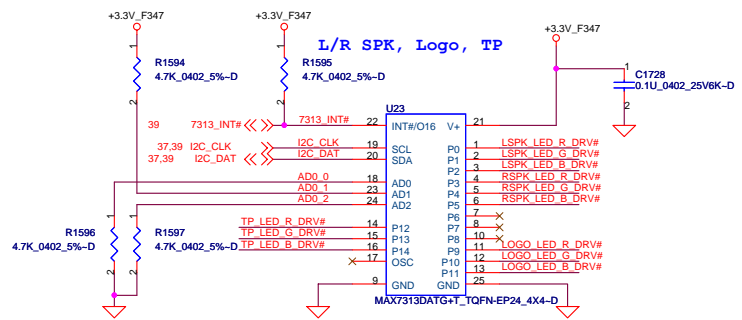 +3.3V_F347
+3.3V_F347
+3.3V_F347
L/R SPK, Logo, TP
1
R1594
4.7K_0402_5%~D
2
1
R1595
4.7K_0402_5%~D
2
1
C1728
0.1U_0402_25V6K~D
2
U23
39 7313_INT# 7313_INT# 22 INT#/O16
V+ 21
37,39 I2C_CLK I2C_CLK 19 SCL
37,39 I2C_DAT I2C_DAT 20 SDA
P0 1 LSPK_LED_R_DRV#
P1 2 LSPK_LED_G_DRV#
P2 3 LSPK_LED_B_DRV#
AD0_0 18 AD0
P3 4 RSPK_LED_R_DRV#
AD0_1 23 AD1
P4 5 RSPK_LED_G_DRV#
AD0_2 24 AD2
P5 6 RSPK_LED_B_DRV#
P6 7
P7 8
P8 10
1
R1596
4.7K_0402_5%~D
2
1
R1597
4.7K_0402_5%~D
2
TP_LED_R_DRV# 14 P12
TP_LED_G_DRV# 15 P13
TP_LED_B_DRV# 16 P14
17 OSC
P9 11 LOGO_LED_R_DRV#
P10 12 LOGO_LED_G_DRV#
P11 13 LOGO_LED_B_DRV#
9 GND
GND 25
MAX7313DATG+T_TQFN-EP24_4X4~D